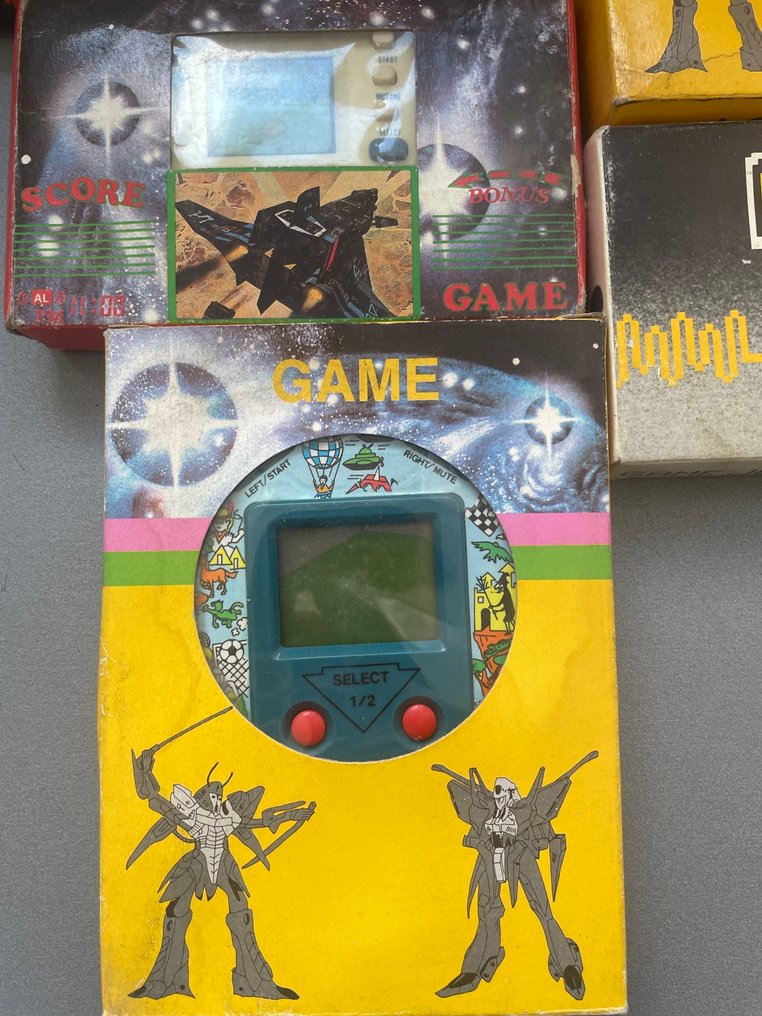 START
SELECT
SCORE
BONUS
AL
GAME
GAME
LEFT/START
RIGHT/MUTE
SELECT
1/2